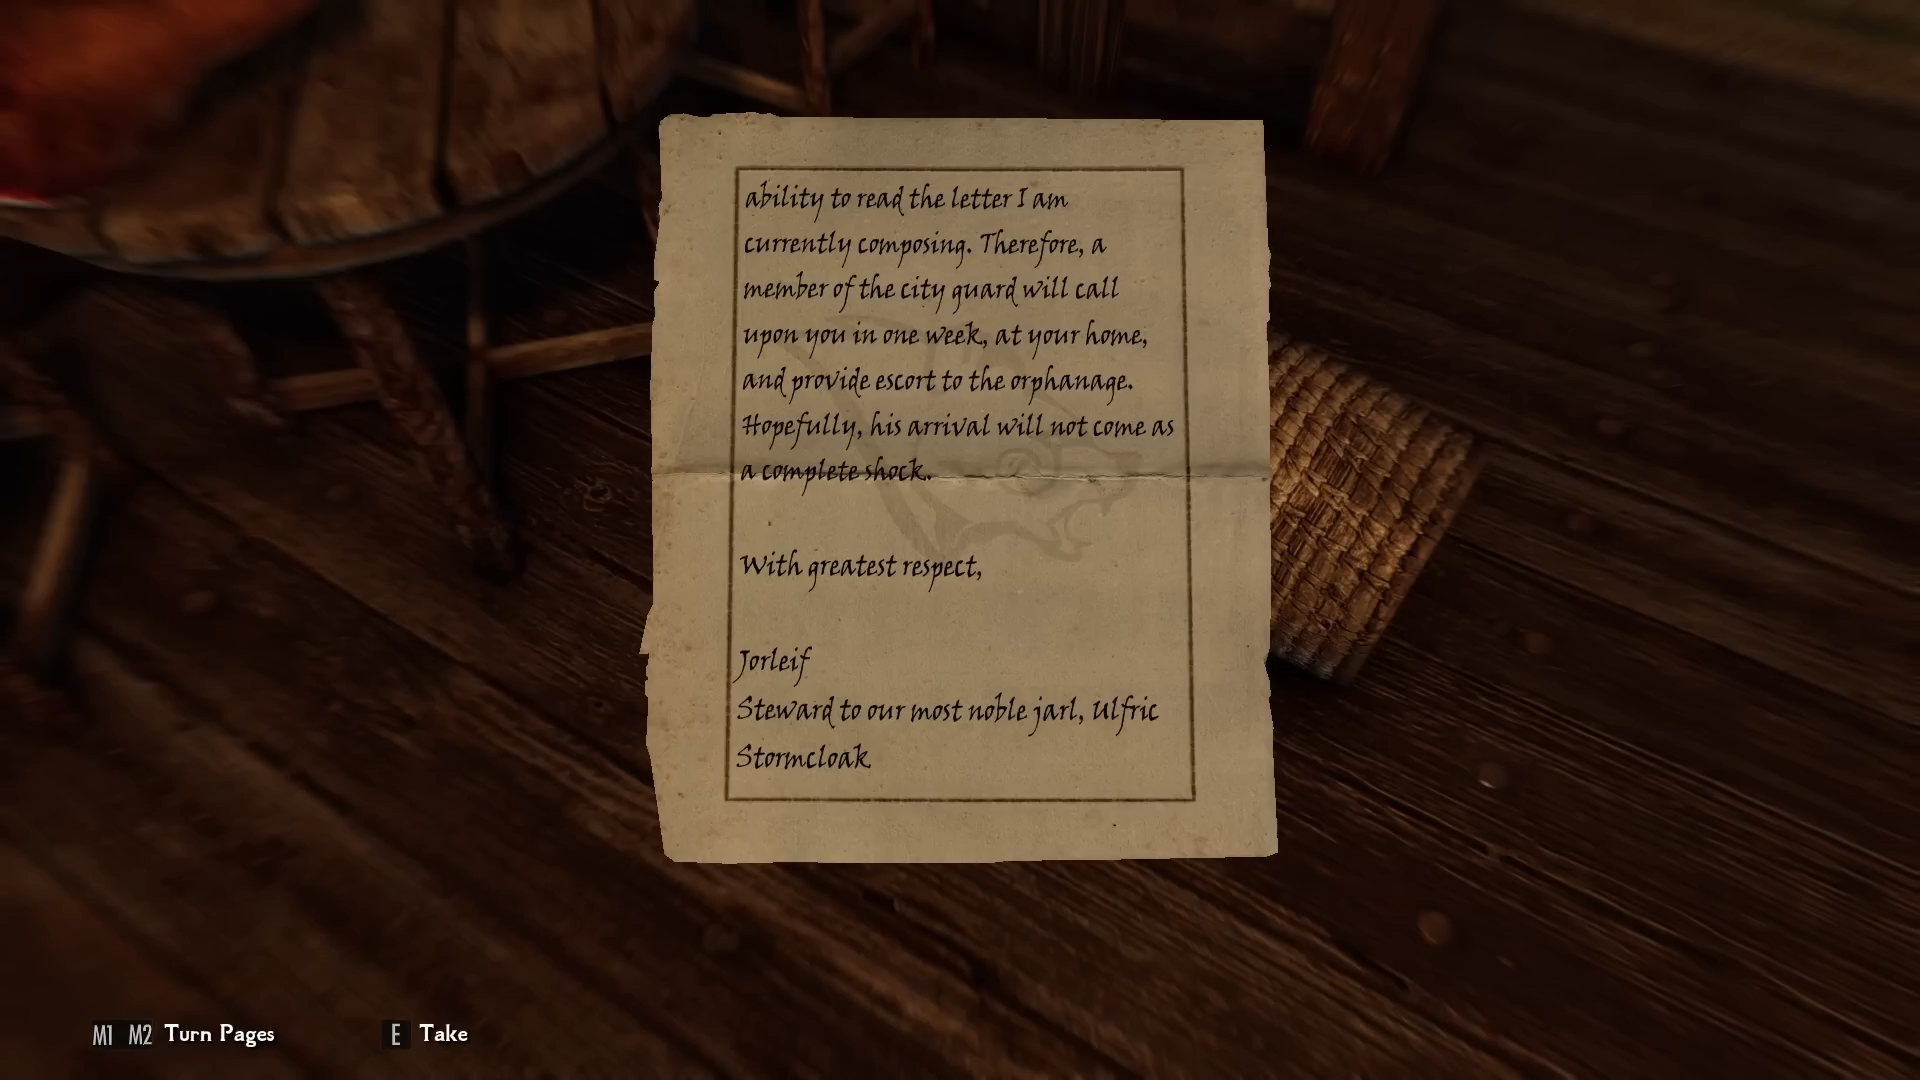 ability to read the letter I am
currently composing. Therefore, a
member of the city guard will call
upon you in one week, at your home,
and provide escort to the orphanage.
Hopefully, his arrival will not come as
a complete shock.
With greatest respect,
Jorleif
Steward to our most noble jarl, Ulfric
Stormcloak
M1 M2 Turn Pages E Take